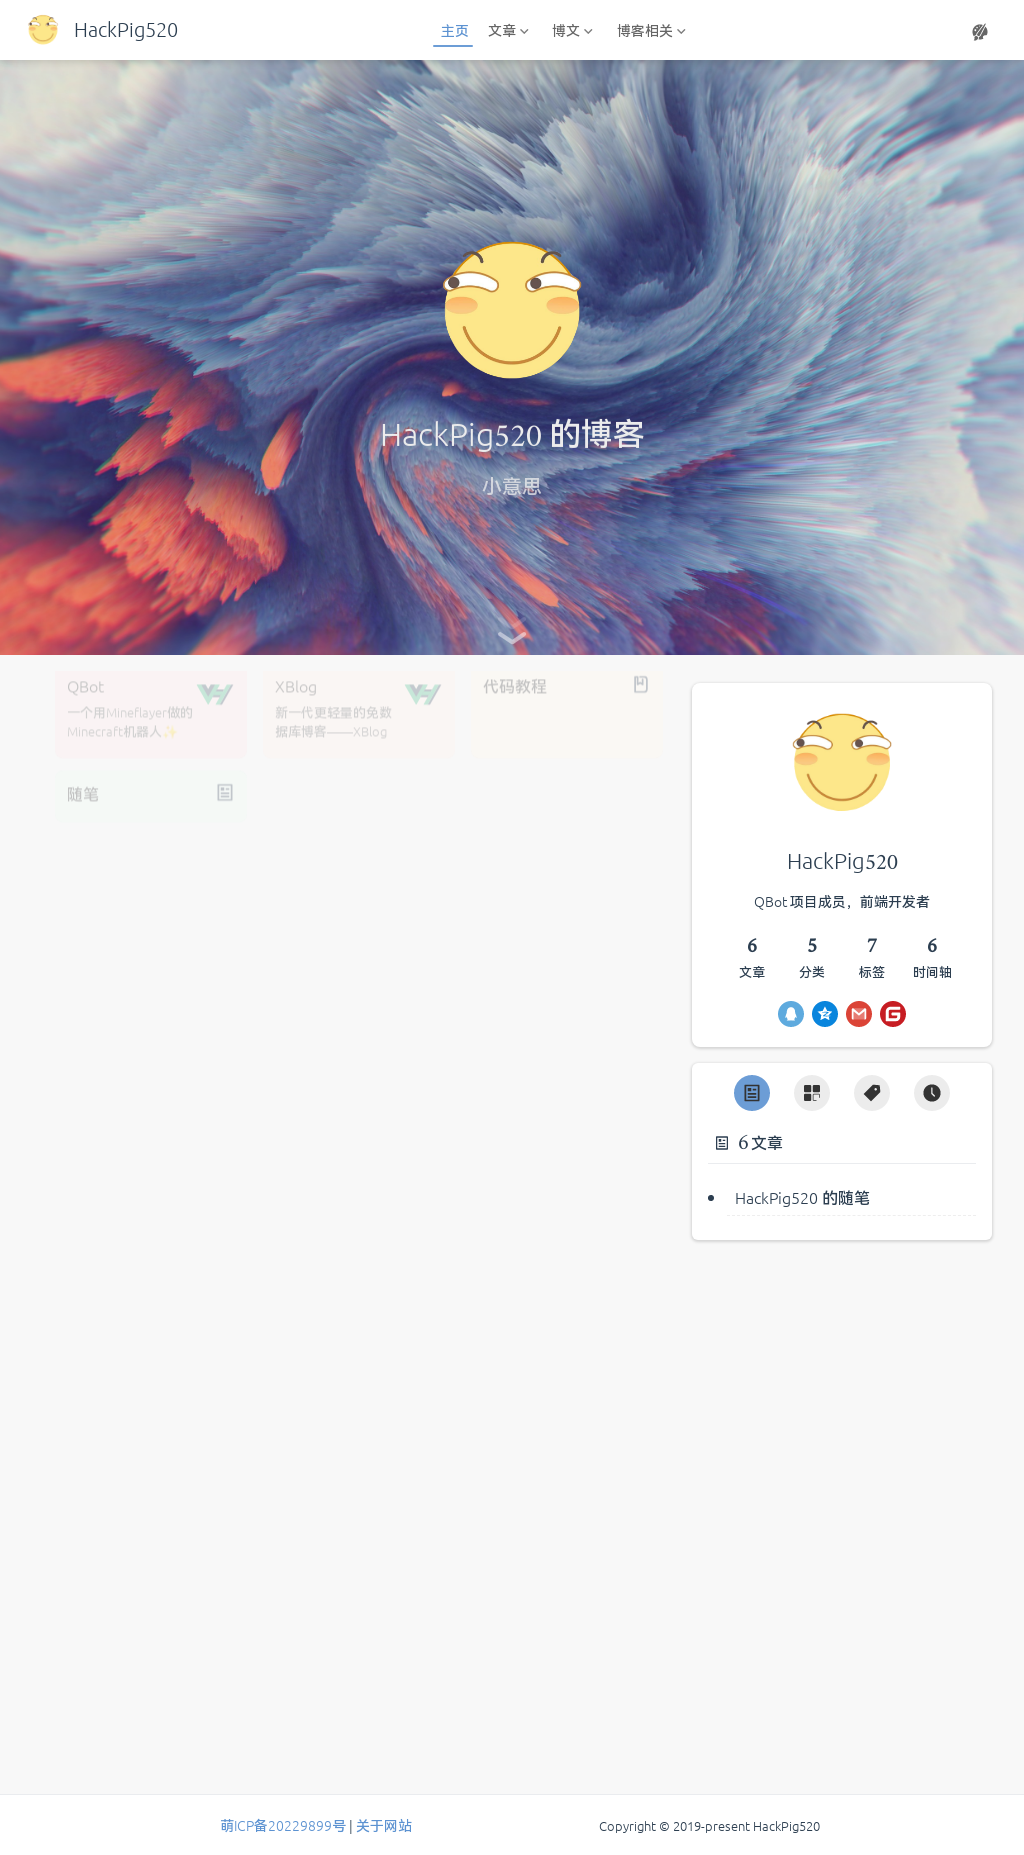 HackPig520
主页
文章
博文
博客相关
HackPig520 的博客
小意思
QBot
一个用Mineflayer做的
Minecraft机器人✨
XBlog
新一代更轻量的免数
据库博客——XBlog
代码教程
随笔
HackPig520
QBot 项目成员，前端开发者
6 5 7 6
文章 分类 标签 时间轴
6 文章
HackPig520 的随笔
萌ICP备20229899号 | 关于网站
Copyright © 2019-present HackPig520